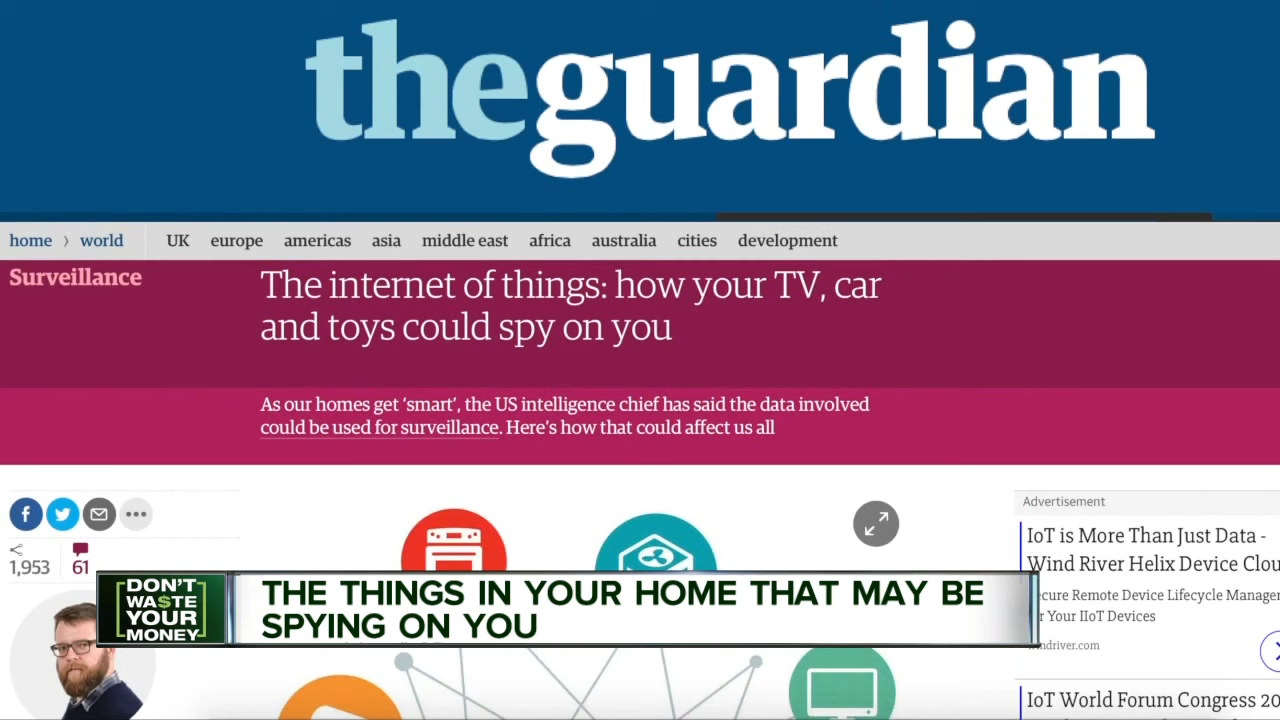 theguardian
home 〉 world
UK europe americas asia middle east africa australia cities development
Surveillance
The internet of things: how your TV, car
and toys could spy on you
As our homes get ‘smart’, the US intelligence chief has said the data involved
could be used for surveillance. Here’s how that could affect us all
Advertisement
IoT is More Than Just Data -
Wind River Helix Device Clou
ecure Remote Device Lifecycle Manager
r Your IIoT Devices
ndriver.com
IoT World Forum Congress 20
f
1,953 61
DON'T
WA$TE
YOUR
MONEY
THE THINGS IN YOUR HOME THAT MAY BE
SPYING ON YOU